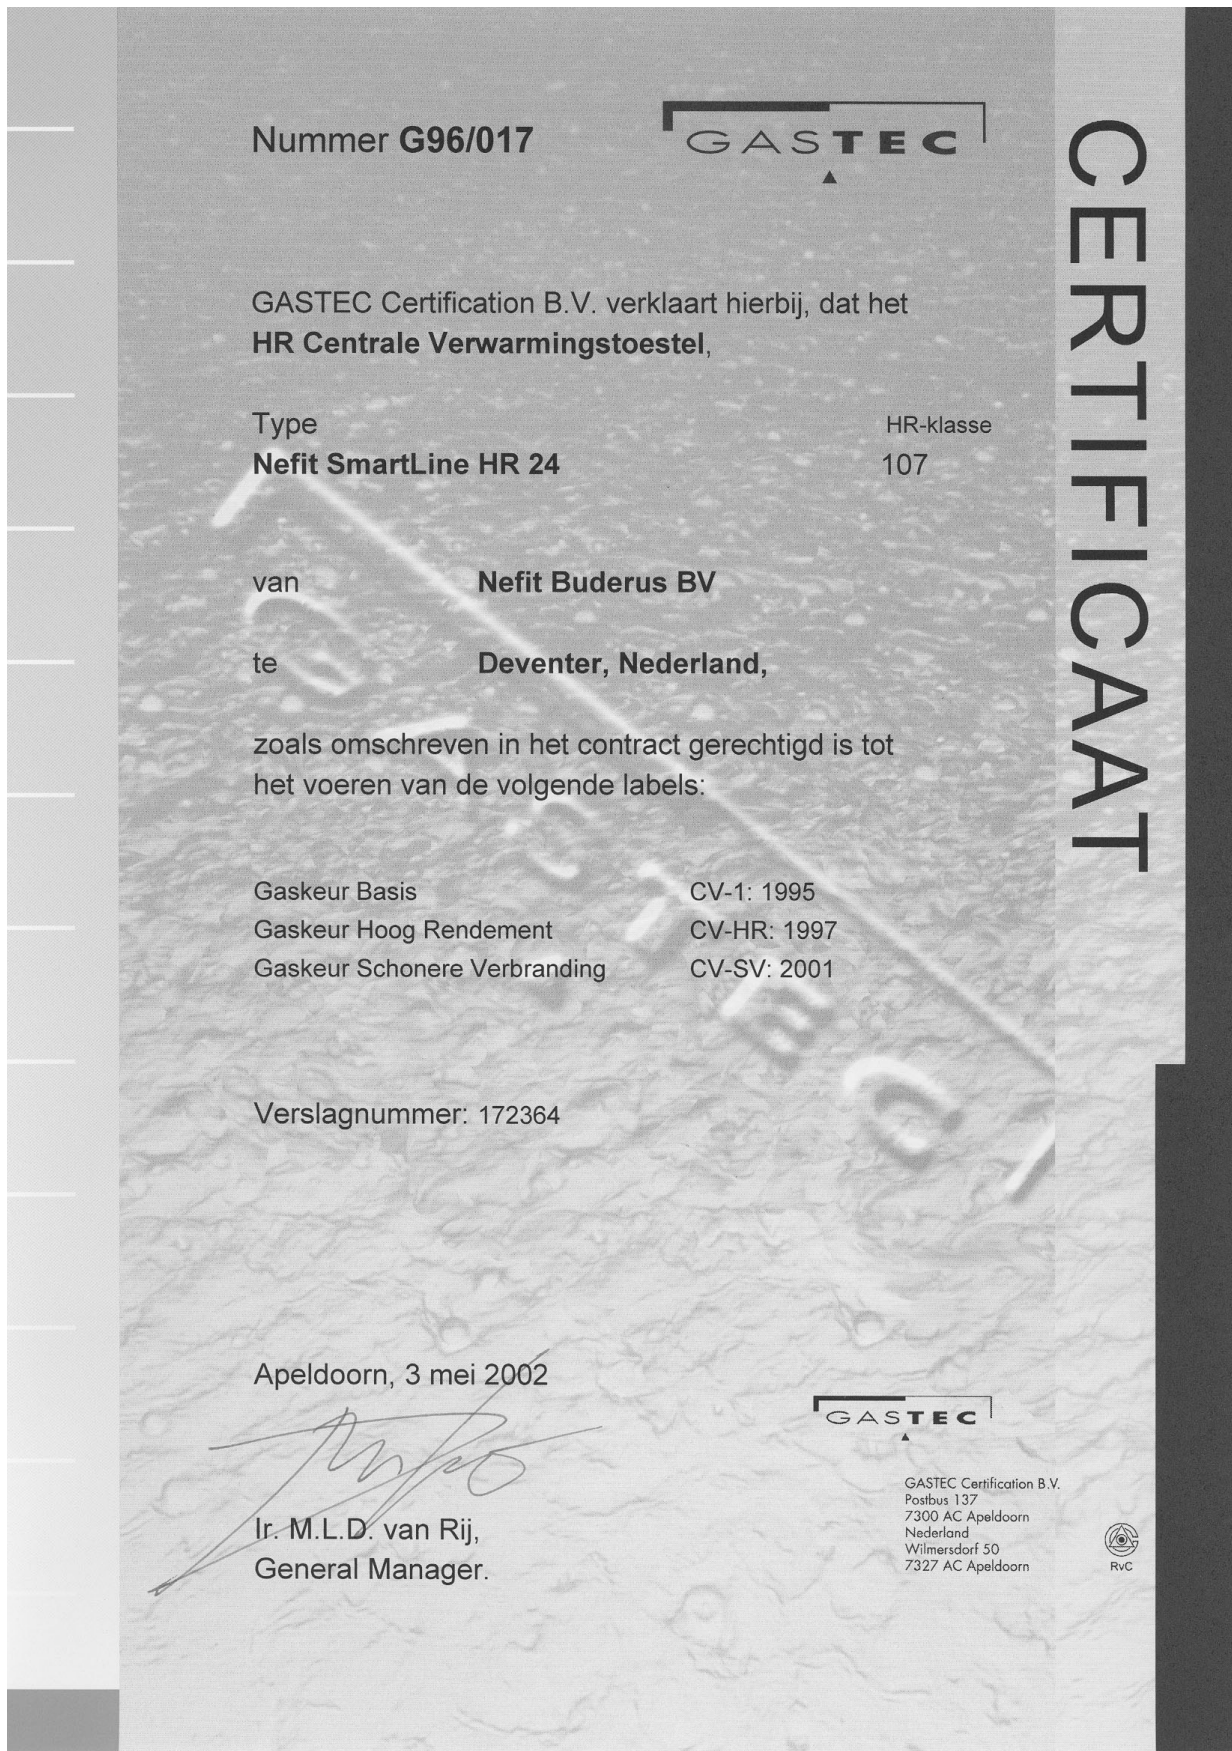 Nummer G96/017
GASTEC
CERTIFICAAT
GASTEC Certification B.V. verklaart hierbij, dat het
HR Centrale Verwarmingstoestel,
Type HR-klasse
Nefit SmartLine HR 24 107
van Nefit Buderus BV
te Deventer, Nederland,
zoals omschreven in het contract gerechtigd is tot
het voeren van de volgende labels:
Gaskeur Basis CV-1: 1995
Gaskeur Hoog Rendement CV-HR: 1997
Gaskeur Schonere Verbranding CV-SV: 2001
Verslagnummer: 172364
Apeldoorn, 3 mei 2002
Ir. M.L.D. van Rij,
General Manager.
GASTEC
GASTEC Certification B.V.
Postbus 137
7300 AC Apeldoorn
Nederland
Wilmersdorf 50
7327 AC Apeldoorn
RvC